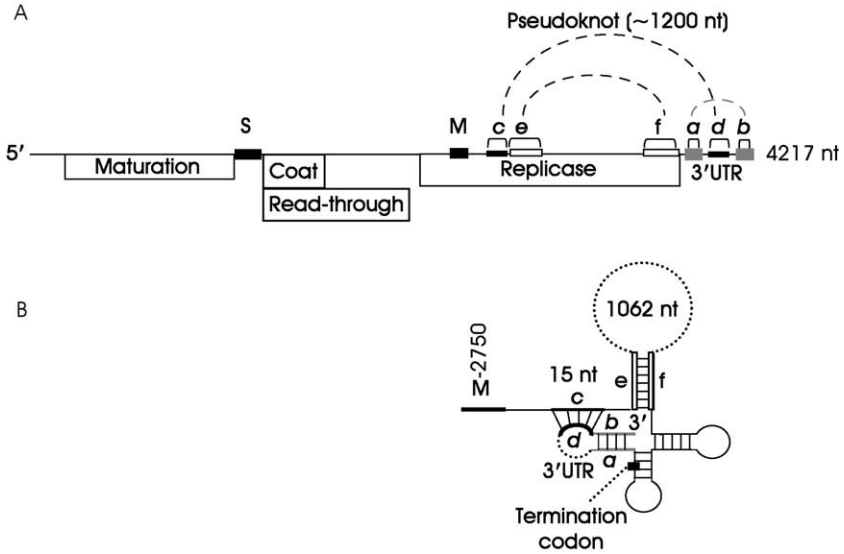 A
Pseudoknot (~1200 nt)
S M c e f a d b
5′ 4217 nt
Maturation Coat Replicase 3′UTR
Read-through
B
1062 nt
M-2750
15 nt
e f
c
b 3′
d
a
3′UTR
Termination
codon